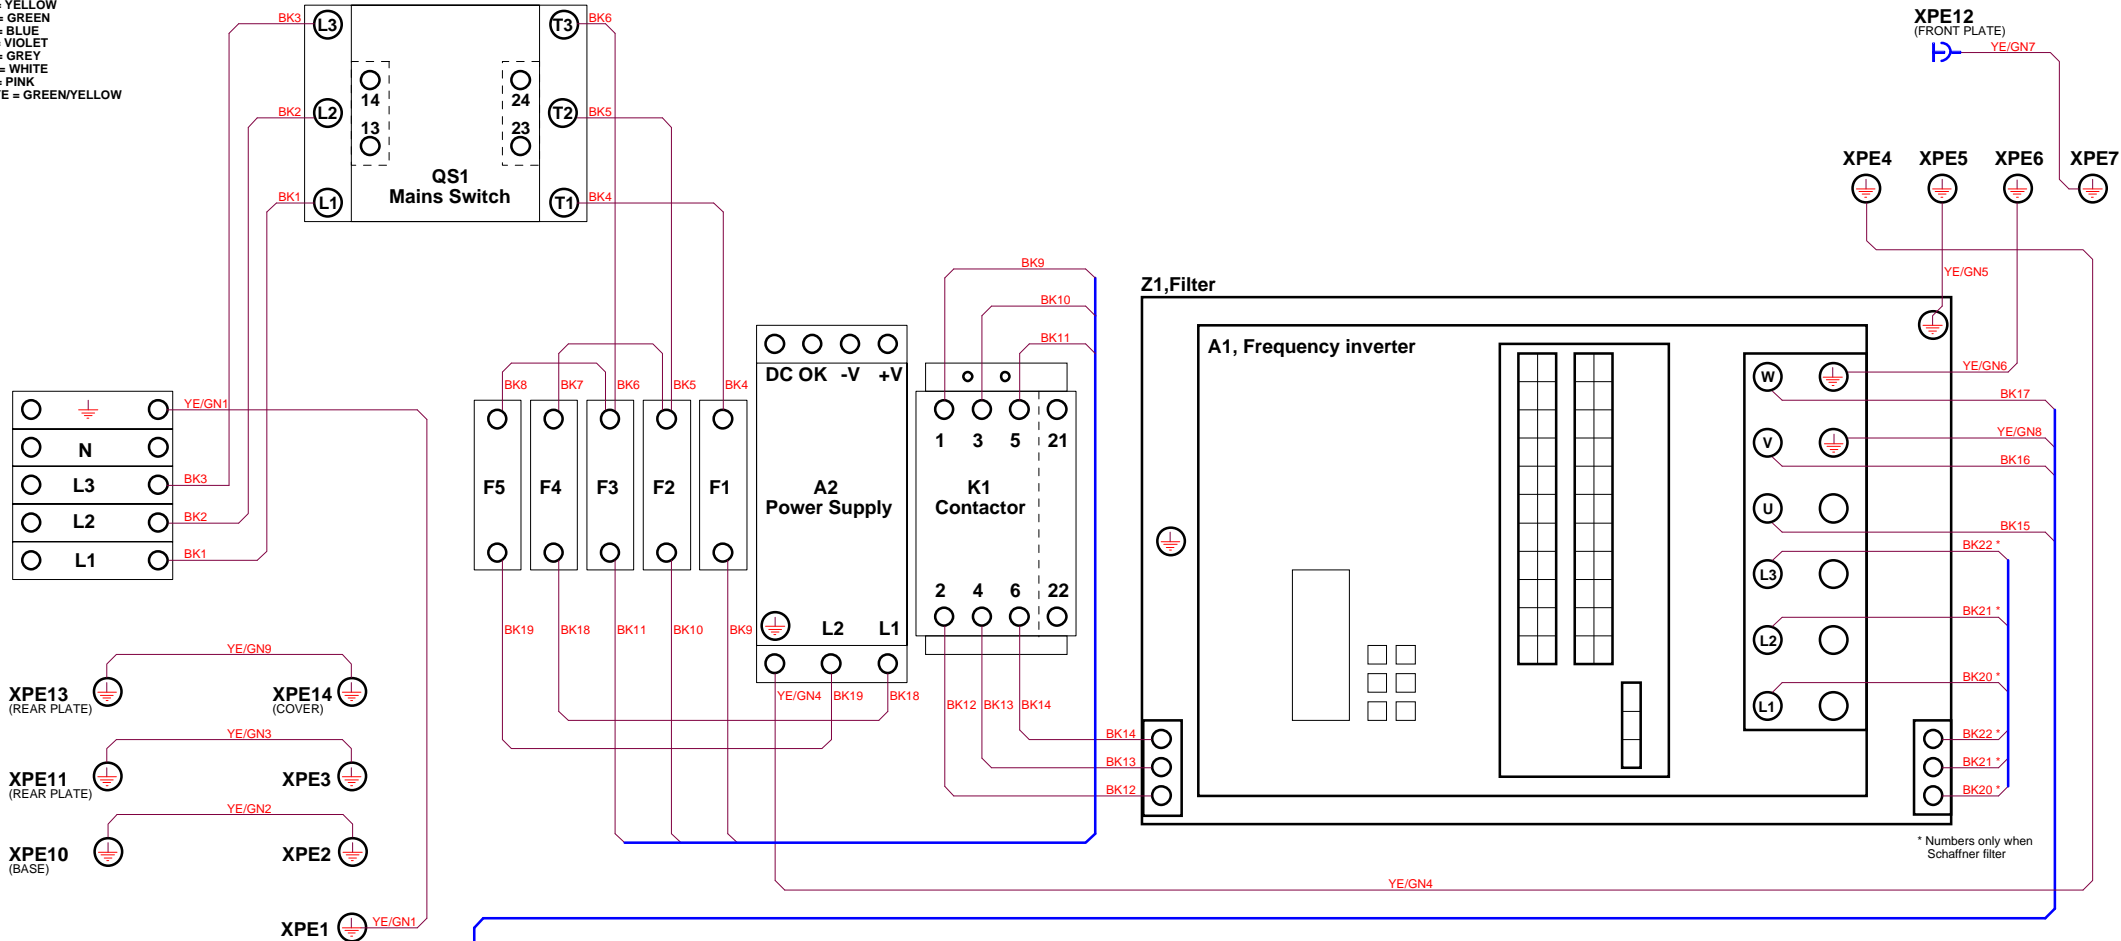 = YELLOW
= GREEN
= BLUE
= VIOLET
= GREY
= WHITE
= PINK
= GREEN/YELLOW
BK3
L3
T3
BK6
14
24
BK2
L2
T2
BK5
13
23
QS1
Mains Switch
BK1
L1
T1
BK4
XPE12
(FRONT PLATE)
YE/GN7
XPE4
XPE5
XPE6
XPE7
YE/GN5
BK9
BK10
BK11
Z1,Filter
A1, Frequency inverter
DC OK
-V
+V
BK8
BK7
BK6
BK5
BK4
YE/GN1
N
L3
BK3
L2
BK2
L1
BK1
F5
F4
F3
F2
F1
A2
Power Supply
L2
L1
1
3
5
21
K1
Contactor
2
4
6
22
BK19
BK18
BK11
BK10
BK9
YE/GN4
BK19
BK18
BK12
BK13
BK14
BK14
BK13
BK12
W
YE/GN6
BK17
V
YE/GN8
BK16
U
BK15
BK22 *
L3
BK21 *
L2
BK20 *
L1
BK22 *
BK21 *
BK20 *
* Numbers only when
Schaffner filter
YE/GN9
XPE13
(REAR PLATE)
XPE14
(COVER)
YE/GN3
XPE11
(REAR PLATE)
XPE3
YE/GN2
XPE10
(BASE)
XPE2
XPE1
YE/GN1
YE/GN4